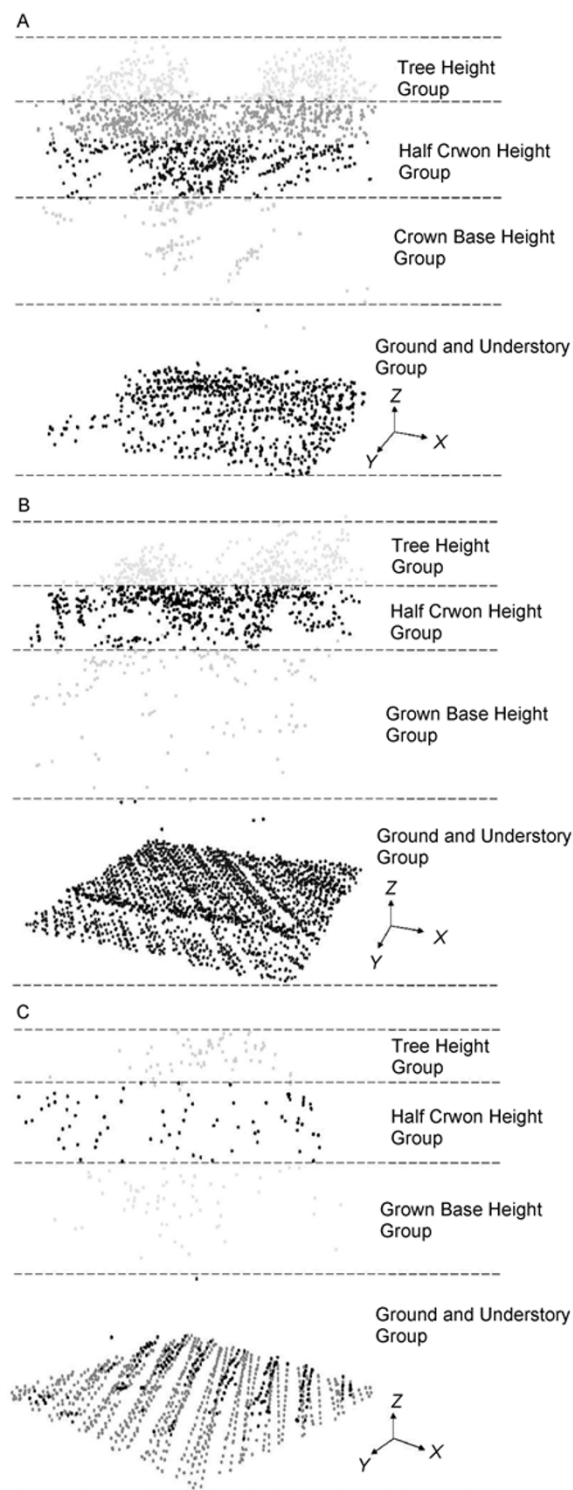 A
Tree Height
Group
Half Crwon Height
Group
Crown Base Height
Group
Ground and Understory
Group
Z
X
Y
B
Tree Height
Group
Half Crwon Height
Group
Grown Base Height
Group
Ground and Understory
Group
Z
X
Y
C
Tree Height
Group
Half Crwon Height
Group
Grown Base Height
Group
Ground and Understory
Group
Z
X
Y